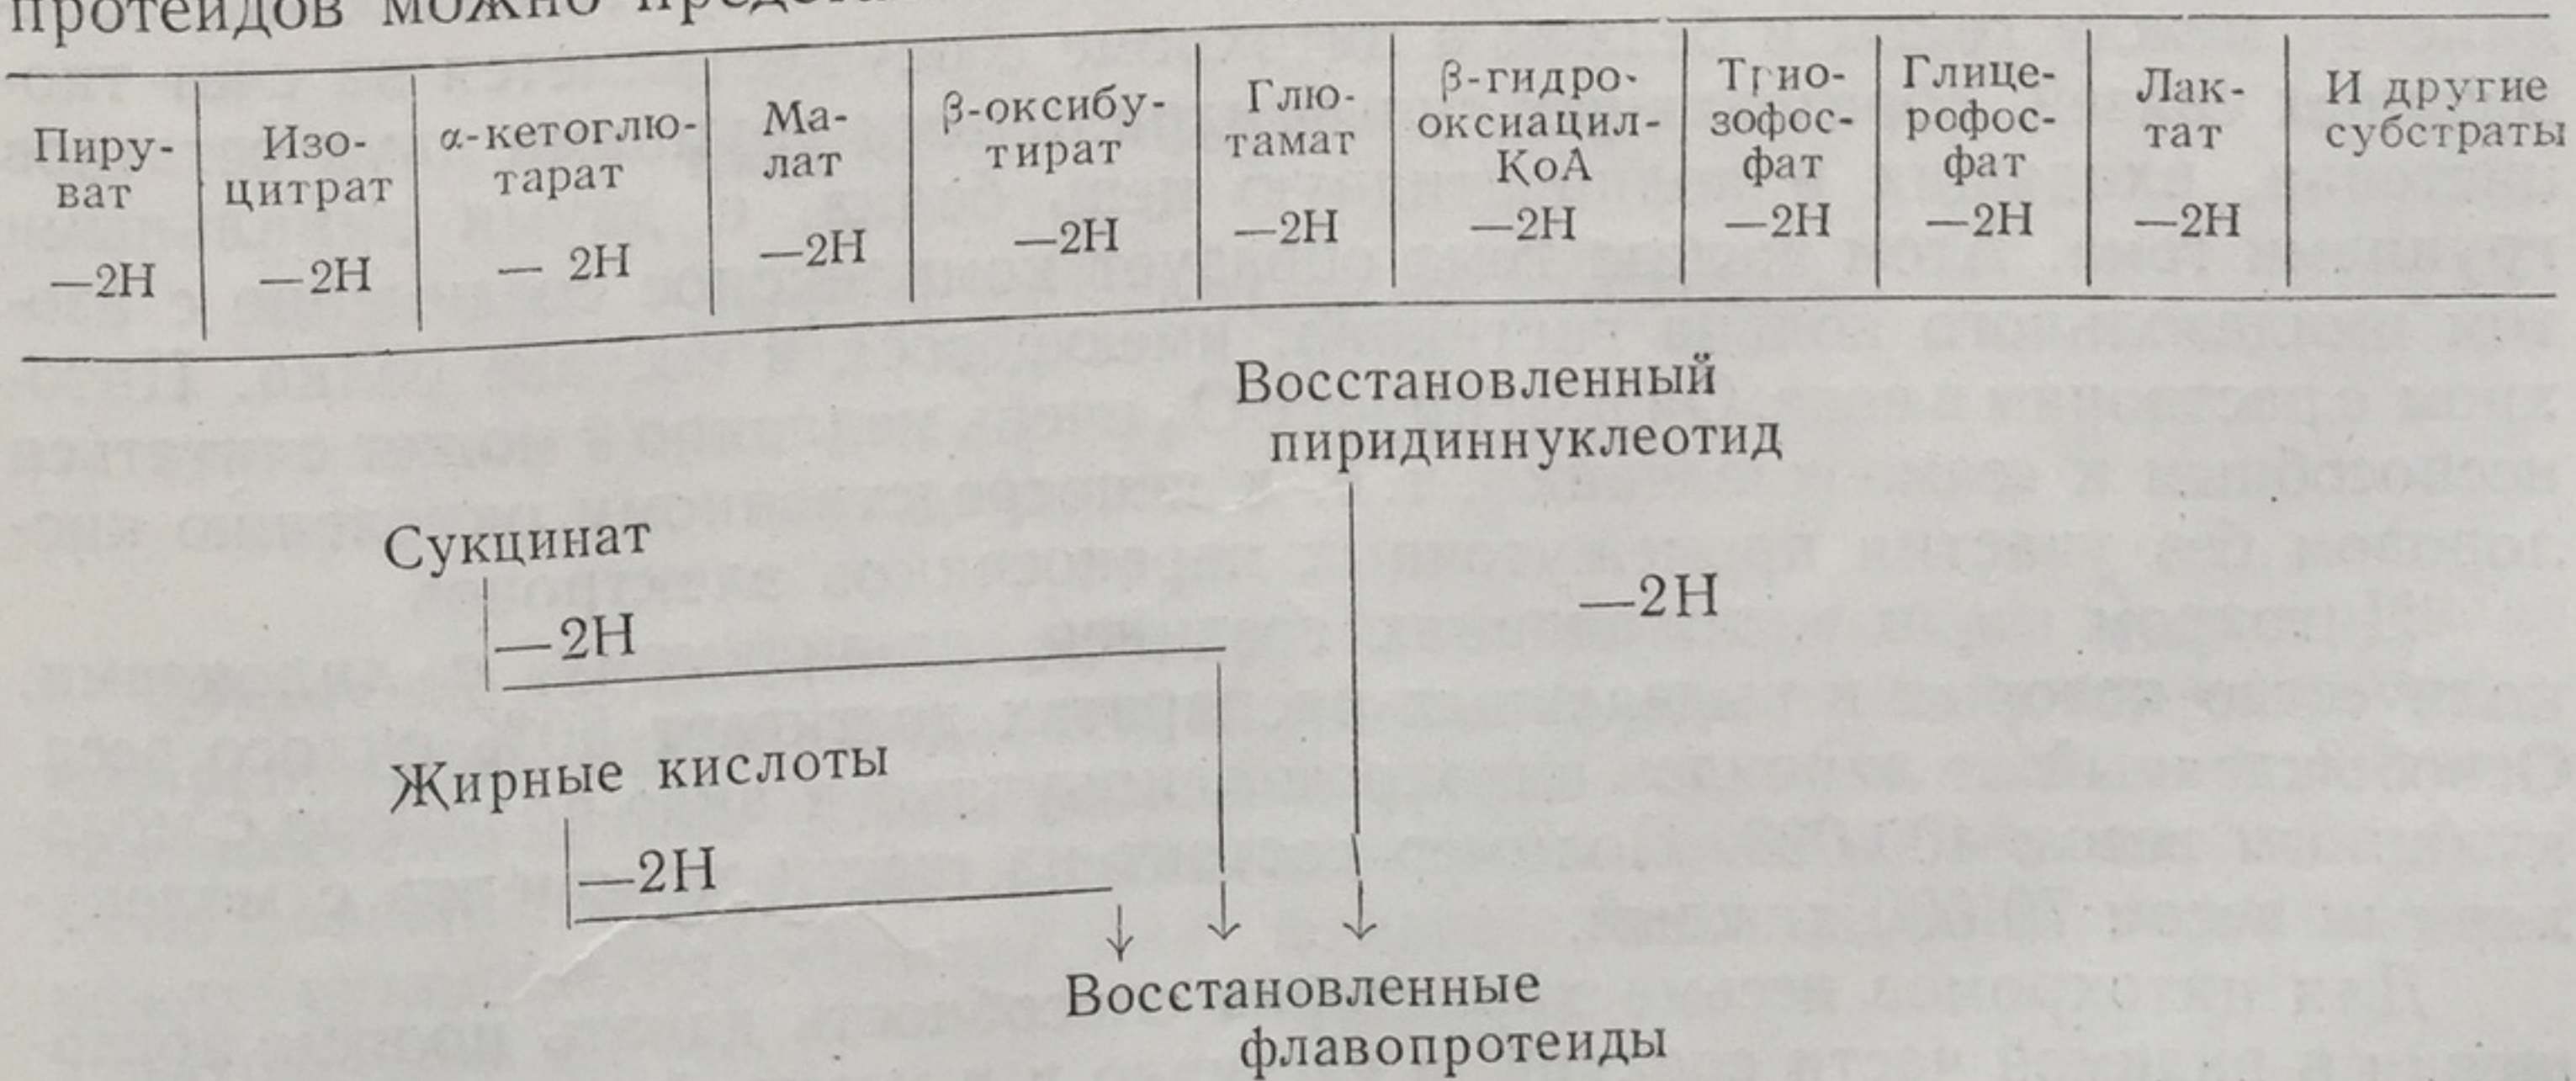 протеидов можно
Пиру-
ват
—2Н
Изо-
цитрат
—2Н
α-кетоглю-
тарат
— 2Н
Ма-
лат
—2Н
β-оксибу-
тират
—2Н
Глю-
тамат
—2Н
β-гидро-
оксиацил-
КоА
—2Н
Трио-
зофос-
фат
—2Н
Глице-
рофос-
фат
—2Н
Лак-
тат
—2Н
И другие
субстраты
Восстановленный
пиридиннуклеотид
Сукцинат
—2Н
—2Н
Жирные кислоты
—2Н
Восстановленные
флавопротеиды